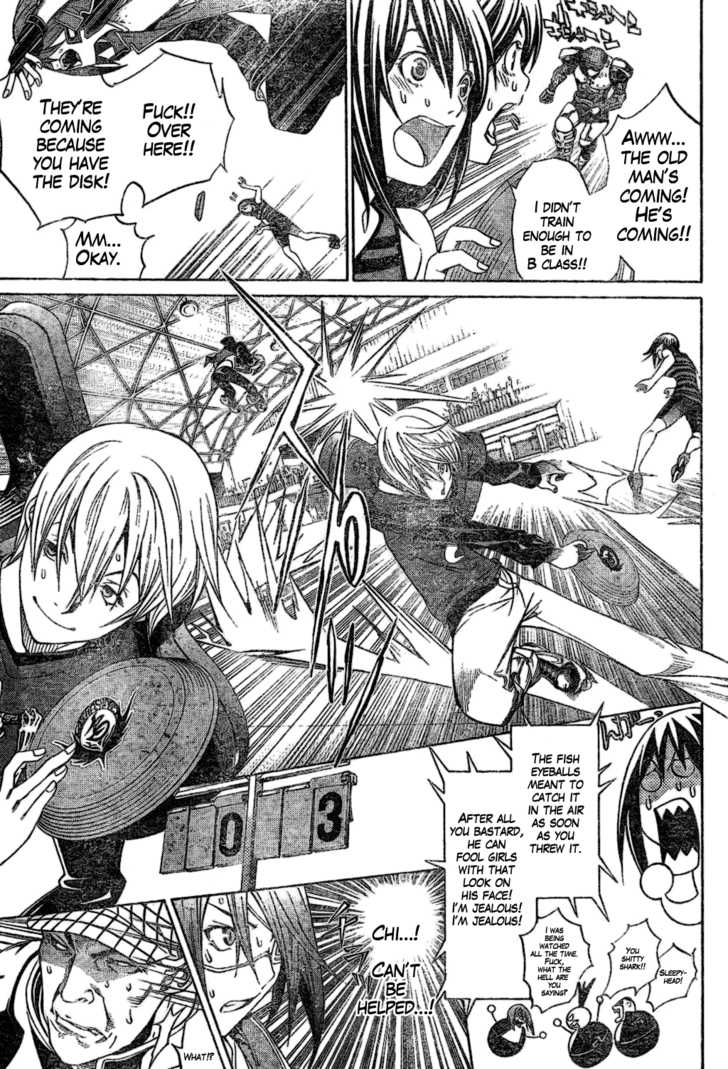 AWWW...
THE OLD
MAN'S
COMING!
HE'S
COMING!!
I DIDN'T
TRAIN
ENOUGH TO
BE IN
B CLASS!!
FUCK!!
OVER
HERE!!
THEY'RE
COMING
BECAUSE
YOU HAVE
THE DISK!
MM...
OKAY.
THE FISH
EYEBALLS
MEANT TO
CATCH IT
IN THE AIR
AS SOON
AS YOU
THREW IT.
AFTER ALL
YOU BASTARD,
HE CAN
FOOL GIRLS
WITH THAT
LOOK ON
HIS FACE!
I'M JEALOUS!
I'M JEALOUS!
0 3
SLEEPY-
HEAD!
YOU
SHITTY
SHARK!!
I WAS
BEING
WATCHED
ALL THE TIME.
FUCK,
WHAT THE
HELL ARE
YOU
SAYING?
CHI...!
CAN'T
BE
HELPED...!
WHAT!?